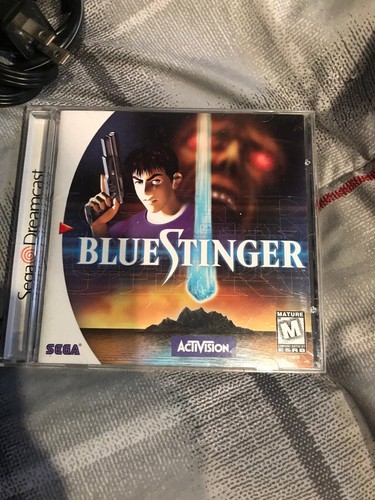 Sega Dreamcast
BLUE STINGER
SEGA
ACTIVISION
MATURE
M
ESRB